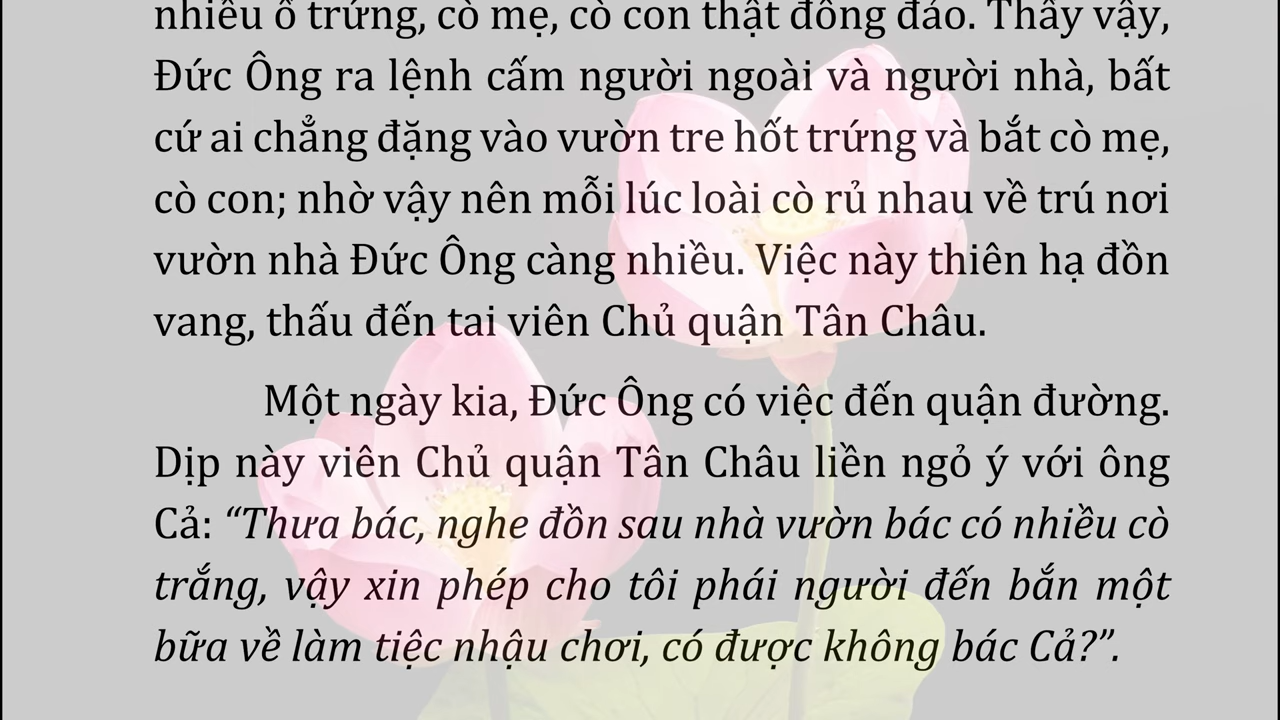 nhiều ổ trứng, cò mẹ, cò con thật đông đảo. Thấy vậy,
Đức Ông ra lệnh cấm người ngoài và người nhà, bất
cứ ai chẳng đặng vào vườn tre hốt trứng và bắt cò mẹ,
cò con; nhờ vậy nên mỗi lúc loài cò rủ nhau về trú nơi
vườn nhà Đức Ông càng nhiều. Việc này thiên hạ đồn
vang, thấu đến tai viên Chủ quận Tân Châu.
Một ngày kia, Đức Ông có việc đến quận đường.
Dịp này viên Chủ quận Tân Châu liền ngỏ ý với ông
Cả: “Thưa bác, nghe đồn sau nhà vườn bác có nhiều cò
trắng, vậy xin phép cho tôi phái người đến bắn một
bữa về làm tiệc nhậu chơi, có được không bác Cả?”.